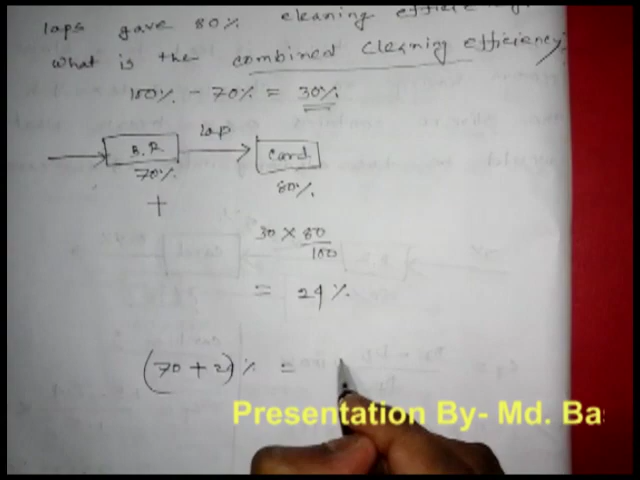 laps gave 80% cleaning
what is the combined cleaning efficiency?
100% - 70% = 30%
B.R. lap Card
70% 80%
+
30 × 80
100
= 24%
(70 + 24)% =
Presentation By- Md. Bas